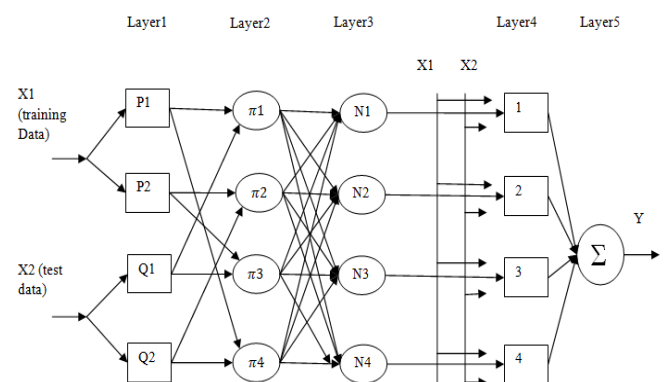 Layer1 Layer2 Layer3 Layer4 Layer5
X1 X2
X1
(training
Data)
P1 π1 N1 1
P2 π2 N2 2
Y
X2 (test
data)
Q1 π3 N3 3
Σ
Q2 π4 N4 4